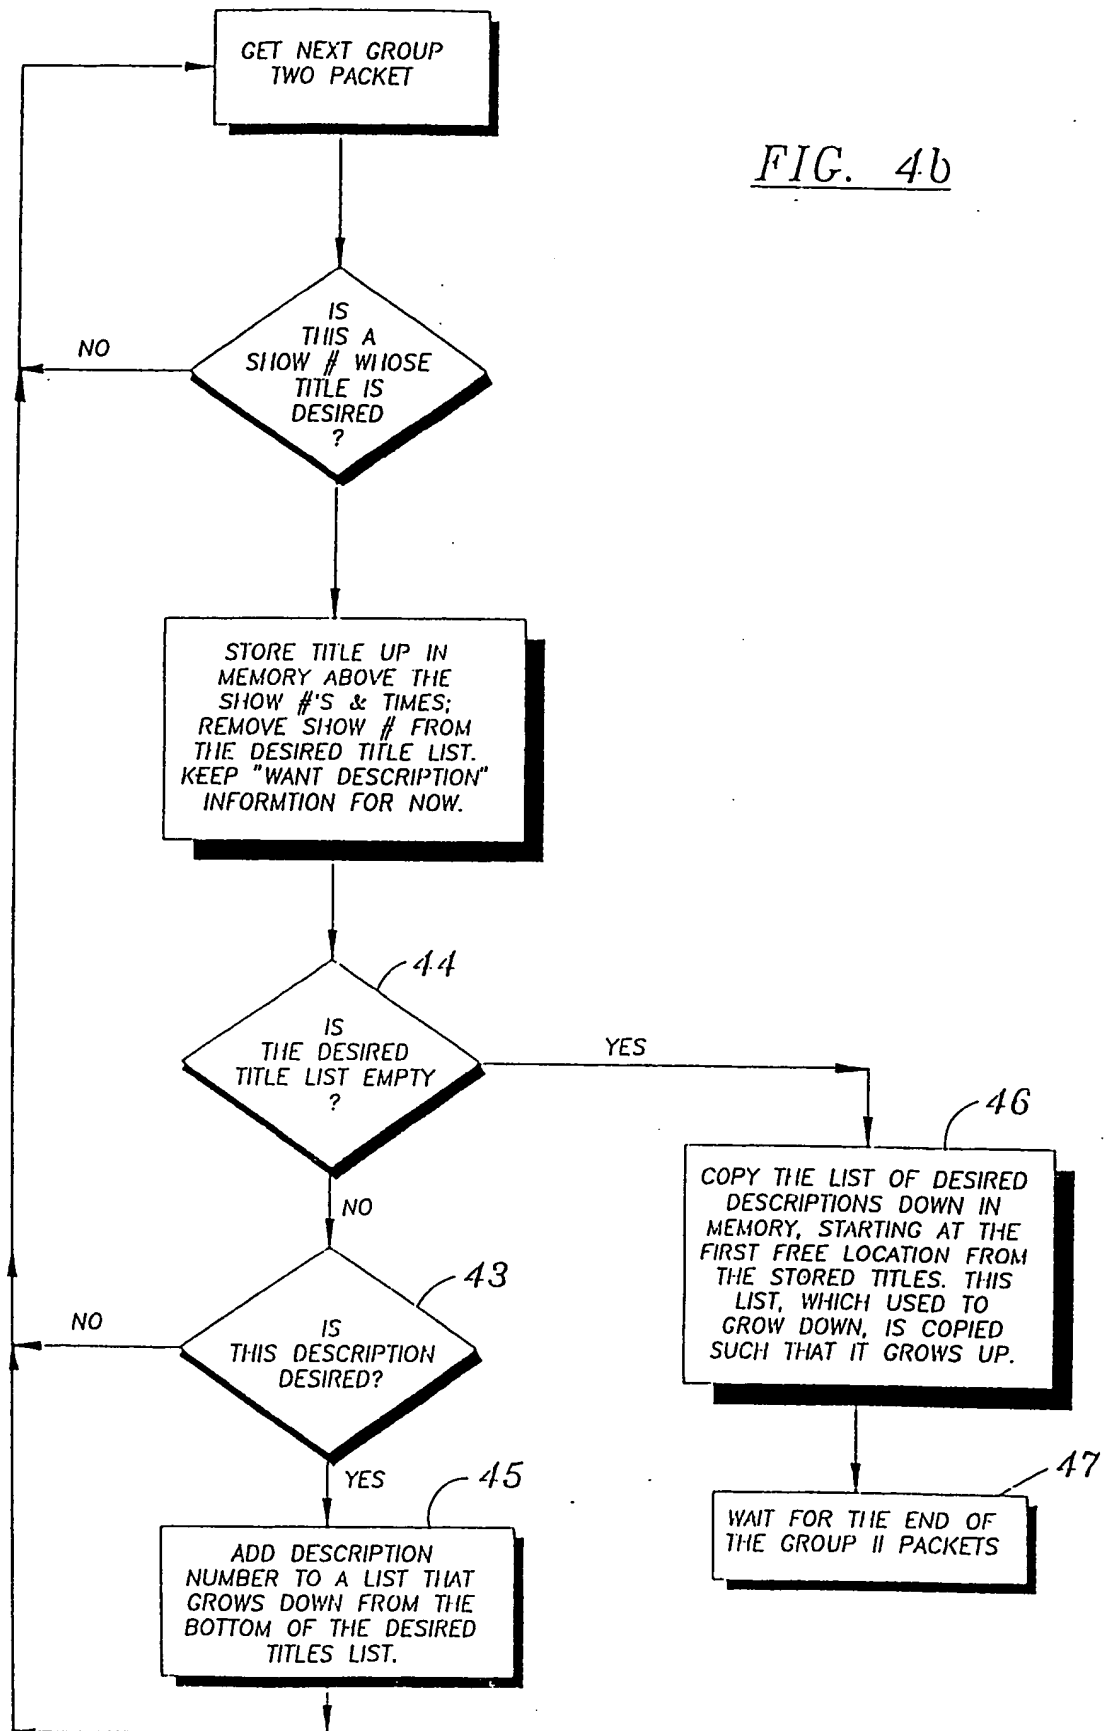 GET NEXT GROUP
TWO PACKET
FIG. 4b
IS
THIS A
SHOW # WHOSE
TITLE IS
DESIRED
?
NO
STORE TITLE UP IN
MEMORY ABOVE THE
SHOW #'S & TIMES;
REMOVE SHOW # FROM
THE DESIRED TITLE LIST.
KEEP "WANT DESCRIPTION"
INFORMTION FOR NOW.
44
IS
THE DESIRED
TITLE LIST EMPTY
?
YES
NO
46
COPY THE LIST OF DESIRED
DESCRIPTIONS DOWN IN
MEMORY, STARTING AT THE
FIRST FREE LOCATION FROM
THE STORED TITLES. THIS
LIST, WHICH USED TO
GROW DOWN, IS COPIED
SUCH THAT IT GROWS UP.
43
IS
THIS DESCRIPTION
DESIRED?
NO
YES
45
ADD DESCRIPTION
NUMBER TO A LIST THAT
GROWS DOWN FROM THE
BOTTOM OF THE DESIRED
TITLES LIST.
47
WAIT FOR THE END OF
THE GROUP II PACKETS